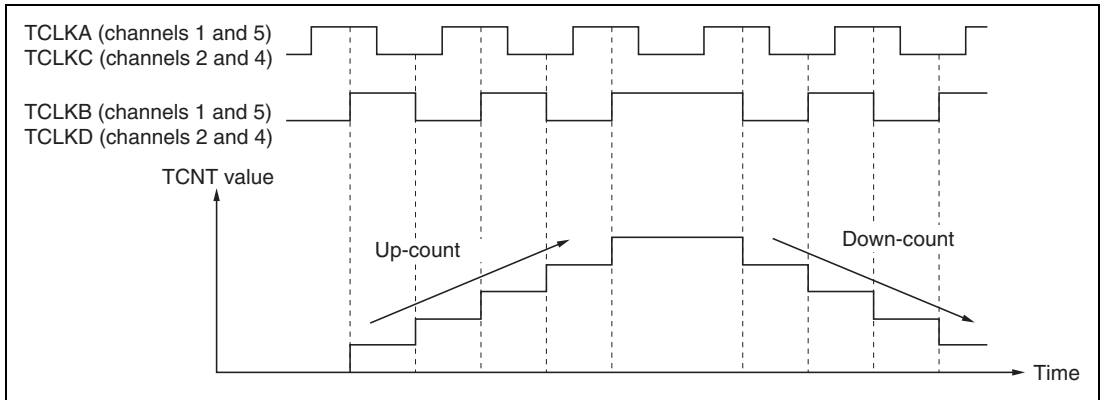 TCLKA (channels 1 and 5)
TCLKC (channels 2 and 4)
TCLKB (channels 1 and 5)
TCLKD (channels 2 and 4)
TCNT value
Up-count
Down-count
Time